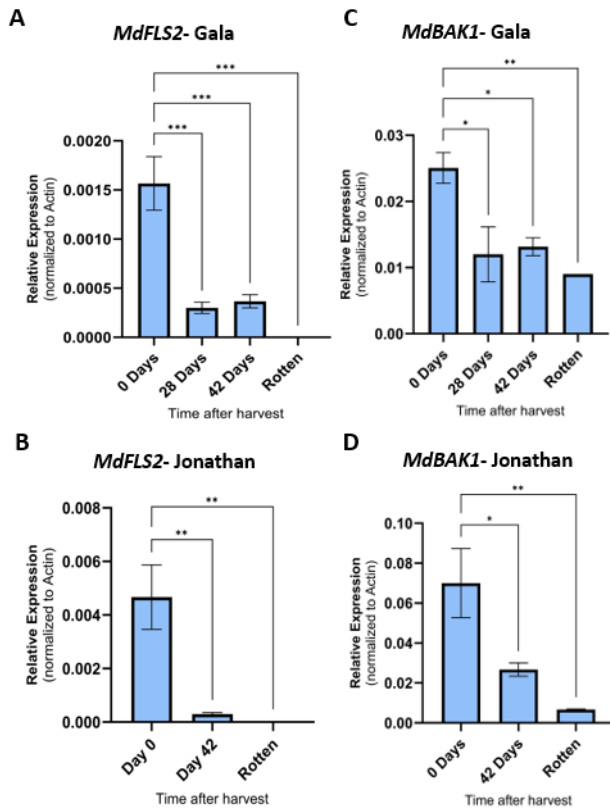 A
MdFLS2- Gala
***
***
***
Relative Expression
(normalized to Actin)
0.0020
0.0015
0.0010
0.0005
0.0000
0 Days
28 Days
42 Days
Rotten
Time after harvest
C
MdBAK1- Gala
**
*
*
Relative Expression
(normalized to Actin)
0.03
0.02
0.01
0.00
0 Days
28 Days
42 Days
Rotten
Time after harvest
B
MdFLS2- Jonathan
**
**
Relative Expression
(normalized to Actin)
0.008
0.006
0.004
0.002
0.000
Day 0
Day 42
Rotten
Time after harvest
D
MdBAK1- Jonathan
**
*
Relative Expression
(normalized to Actin)
0.10
0.08
0.06
0.04
0.02
0.00
0 Days
42 Days
Rotten
Time after harvest